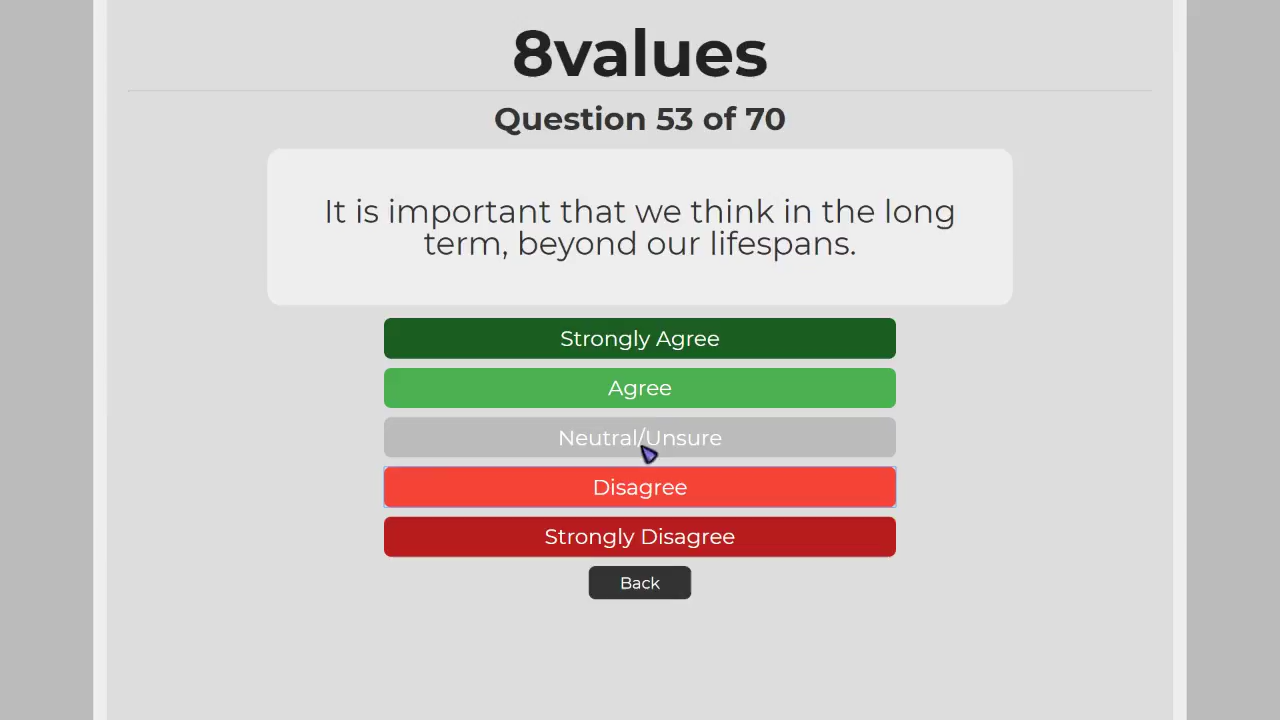 8values
Question 53 of 70
It is important that we think in the long
term, beyond our lifespans.
Strongly Agree
Agree
Neutral/Unsure
Disagree
Strongly Disagree
Back